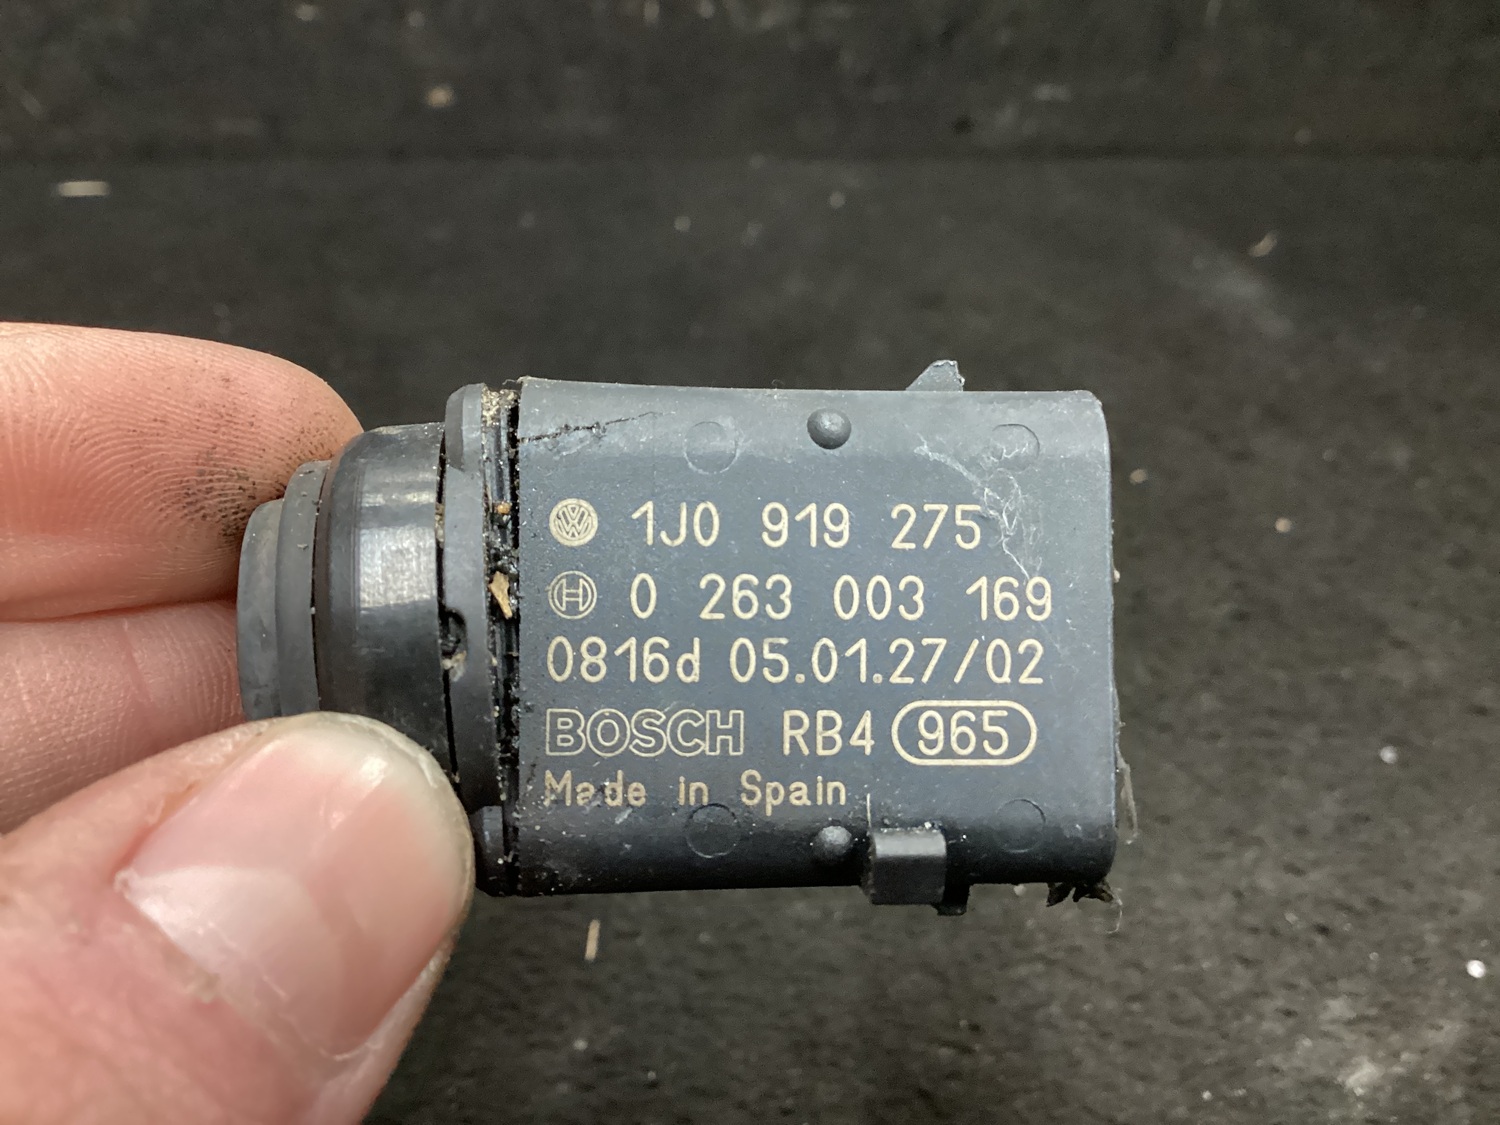 1J0 919 275
0 263 003 169
0816d 05.01.27/02
BOSCH RB4 965
Made in Spain